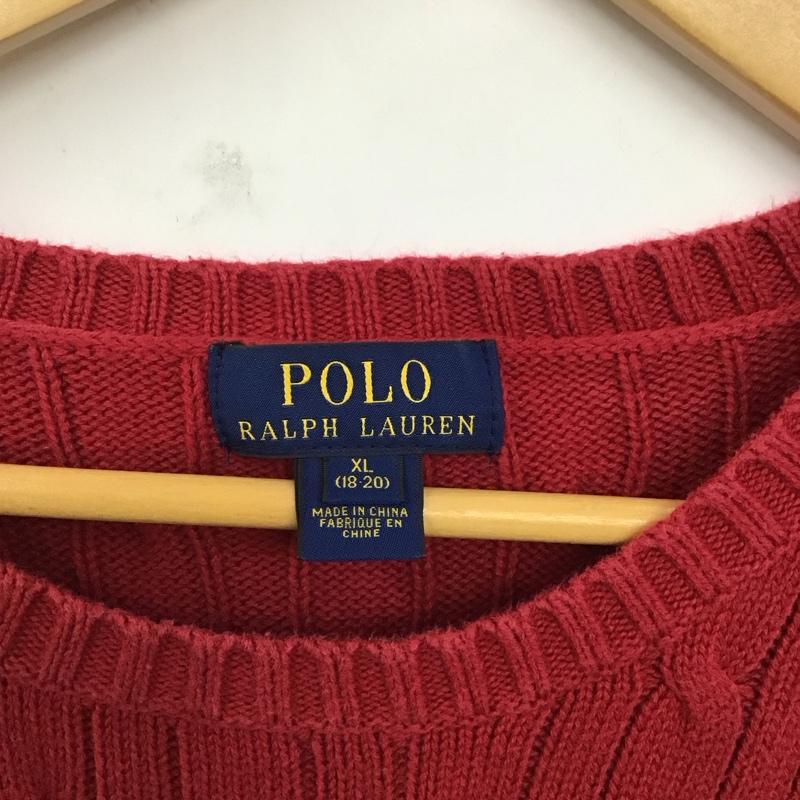 POLO
RALPH LAUREN
XL
(18-20)
MADE IN CHINA
FABRIQUE EN
CHINE